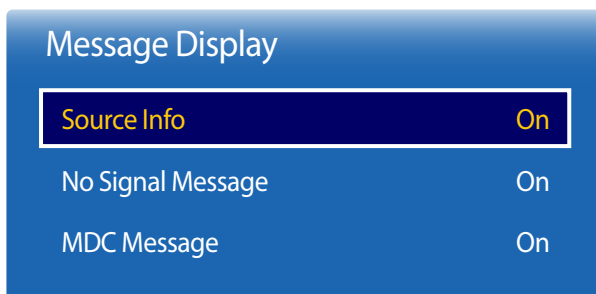 Message Display
Source Info On
No Signal Message On
MDC Message On